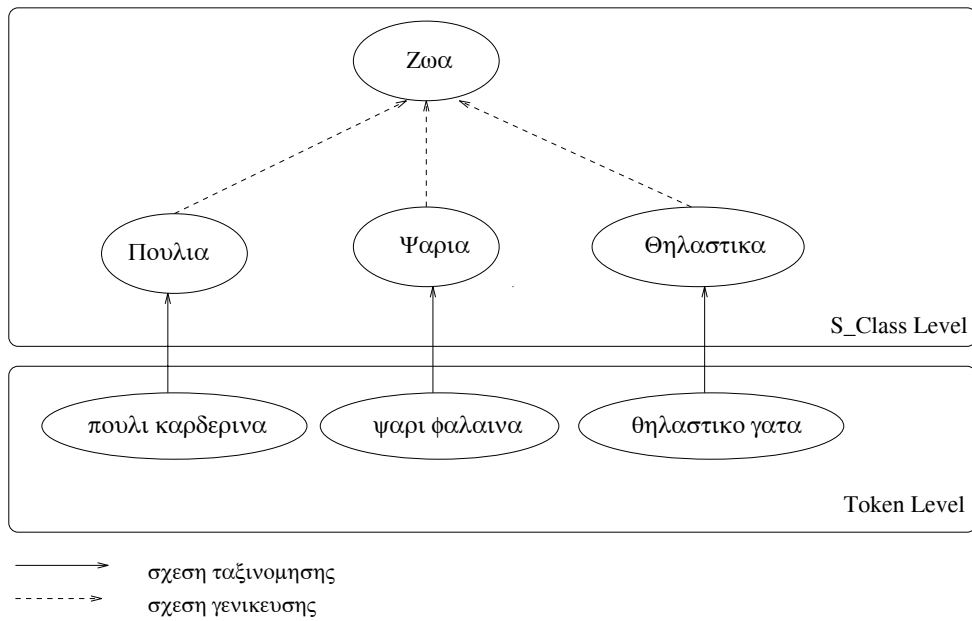 Ζωα
Πουλια
Ψαρια
Θηλαστικα
S_Class Level
πουλι καρδερινα
ψαρι φαλαινα
θηλαστικο γατα
Token Level
σχεση ταξινομησης
σχεση γενικευσης